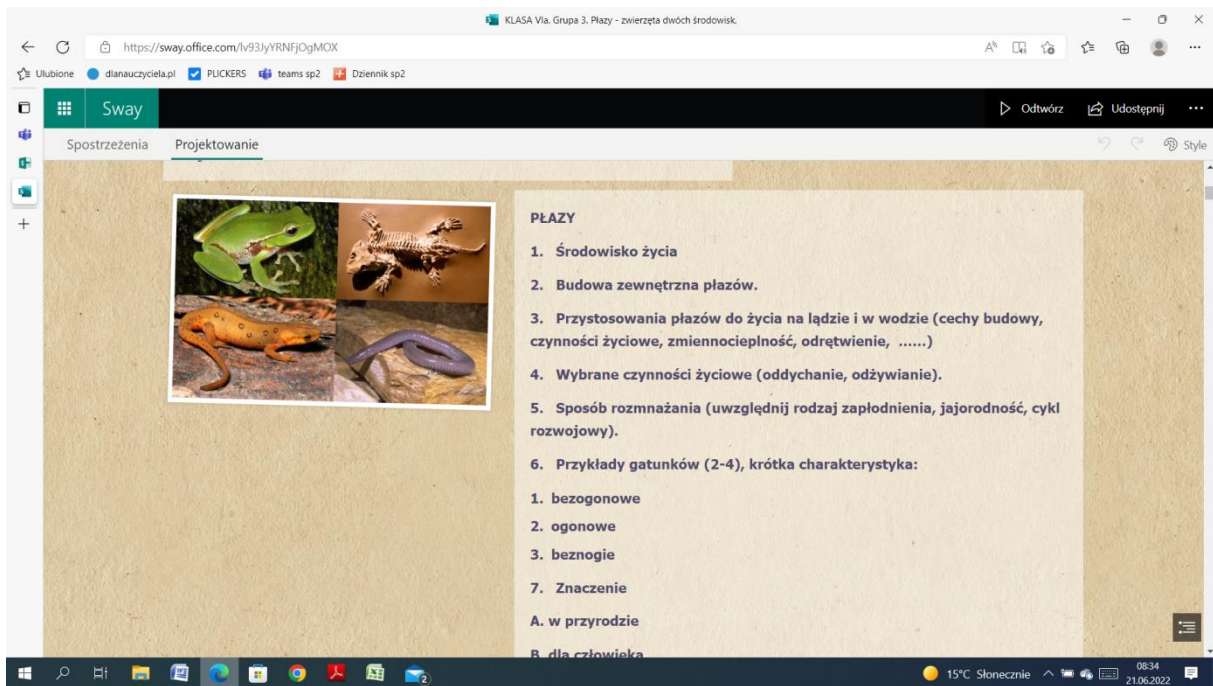 KLASA VIa. Grupa 3. Płazy - zwierzęta dwóch środowisk.
https://sway.office.com/lv93JyYRNFjOgMOX
Ulubione
dlanauczyciela.pl
PLICKERS
teams sp2
Dziennik sp2
Sway
Odtwórz
Udostępnij
Spostrzeżenia
Projektowanie
Style
PŁAZY
1. Środowisko życia
2. Budowa zewnętrzna płazów.
3. Przystosowania płazów do życia na lądzie i w wodzie (cechy budowy,
czynności życiowe, zmiennocieplność, odrętwienie, ......)
4. Wybrane czynności życiowe (oddychanie, odżywianie).
5. Sposób rozmnażania (uwzględnij rodzaj zapłodnienia, jajorodność, cykl
rozwojowy).
6. Przykłady gatunków (2-4), krótka charakterystyka:
1. bezogonowe
2. ogonowe
3. beznogie
7. Znaczenie
A. w przyrodzie
B. dla człowieka
15°C Słonecznie
08:34
21.06.2022